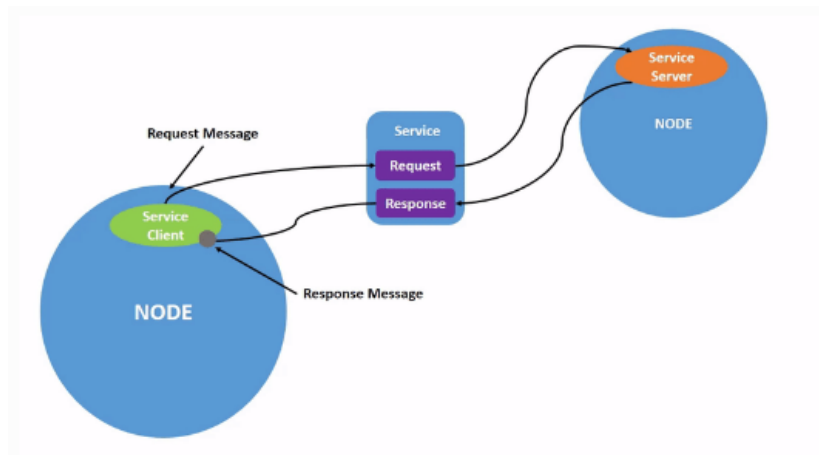 Service
Server
NODE
Service
Request Message
Request
Response
Service
Client
Response Message
NODE